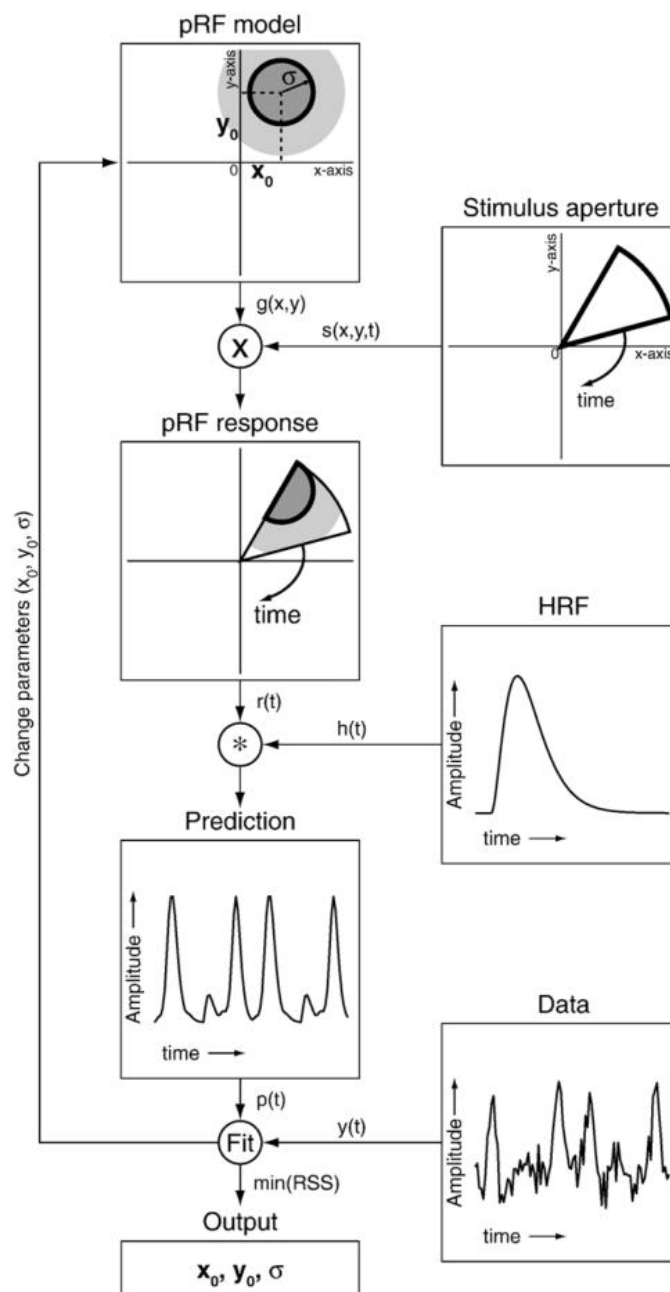 pRF model
y-axis
σ
y₀
0
x₀
x-axis
Stimulus aperture
y-axis
0
x-axis
time
g(x,y)
X
s(x,y,t)
pRF response
time
Change parameters (x₀, y₀, σ)
HRF
Amplitude
time
r(t)
*
h(t)
Prediction
Amplitude
time
Data
Amplitude
time
p(t)
Fit
y(t)
min(RSS)
Output
x₀, y₀, σ